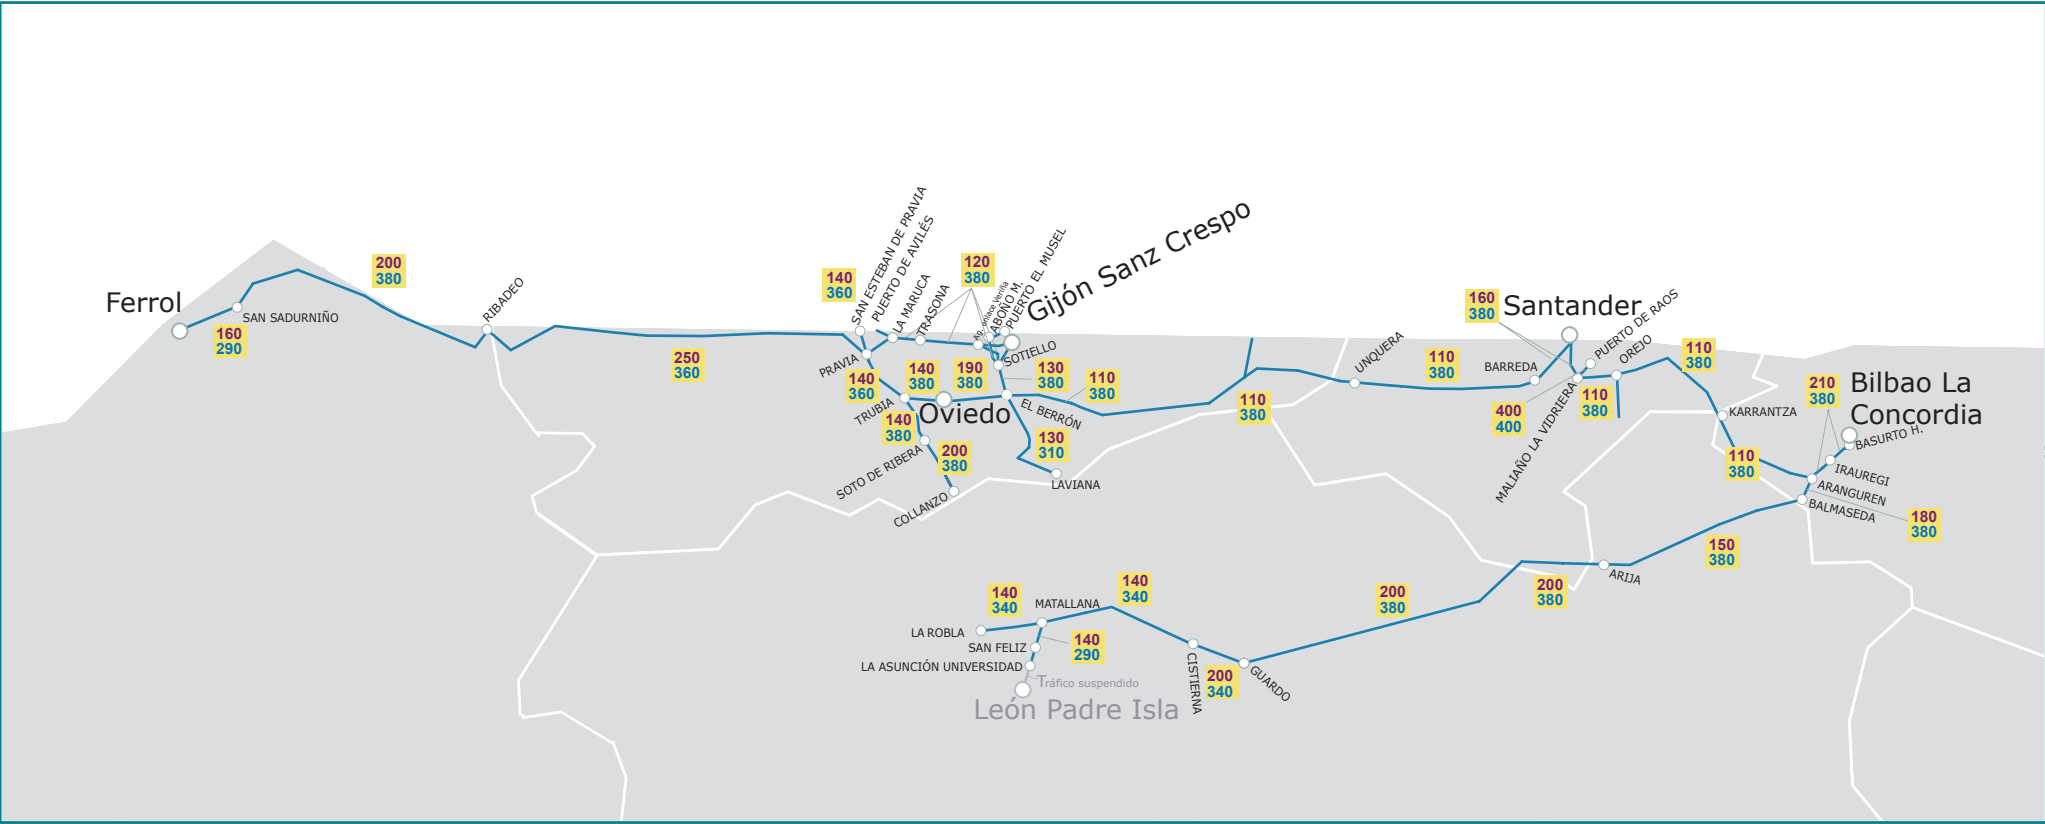 Ferrol
160
290
SAN SADURNIÑO
200
380
RIBADEO
250
360
140
360
SAN ESTEBAN DE PRAVIA
PUERTO DE AVILÉS
LA MARUCA
TRASONA
120
380
Ag. enlace Veriña
ABOÑO M.
PUERTO EL MUSEL
Gijón Sanz Crespo
SOTIELLO
PRAVIA
140
360
140
380
190
380
130
380
110
380
TRUBIA
Oviedo
EL BERRÓN
140
380
SOTO DE RIBERA
200
380
COLLANZO
130
310
LAVIANA
110
380
UNQUERA
110
380
BARREDA
160
380
Santander
PUERTO DE RAOS
OREJO
110
380
400
400
MALIAÑO LA VIDRIERA
110
380
KARRANTZA
110
380
210
380
Bilbao La
Concordia
BASURTO H.
IRAUREGI
ARANGUREN
BALMASEDA
180
380
150
380
ARIJA
200
380
200
380
140
340
MATALLANA
140
340
LA ROBLA
SAN FELIZ
140
290
LA ASUNCIÓN UNIVERSIDAD
Tráfico suspendido
León Padre Isla
CISTIERNA
200
340
GUARDO